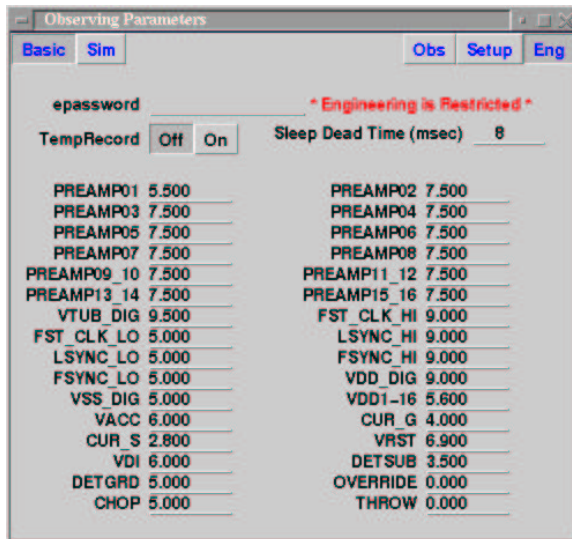 Observing Parameters
Basic Sim Obs Setup Eng
epassword * Engineering is Restricted *
TempRecord Off On Sleep Dead Time (msec) 8
PREAMP01 5.500 PREAMP02 7.500
PREAMP03 7.500 PREAMP04 7.500
PREAMP05 7.500 PREAMP06 7.500
PREAMP07 7.500 PREAMP08 7.500
PREAMP09_10 7.500 PREAMP11_12 7.500
PREAMP13_14 7.500 PREAMP15_16 7.500
VTUB_DIG 9.500 FST_CLK_HI 9.000
FST_CLK_LO 5.000 LSYNC_HI 9.000
LSYNC_LO 5.000 FSYNC_HI 9.000
FSYNC_LO 5.000 VDD_DIG 9.000
VSS_DIG 5.000 VDD1-16 5.600
VACC 6.000 CUR_G 4.000
CUR_S 2.800 VRST 6.900
VDI 6.000 DETSUB 3.500
DETGRD 5.000 OVERRIDE 0.000
CHOP 5.000 THROW 0.000